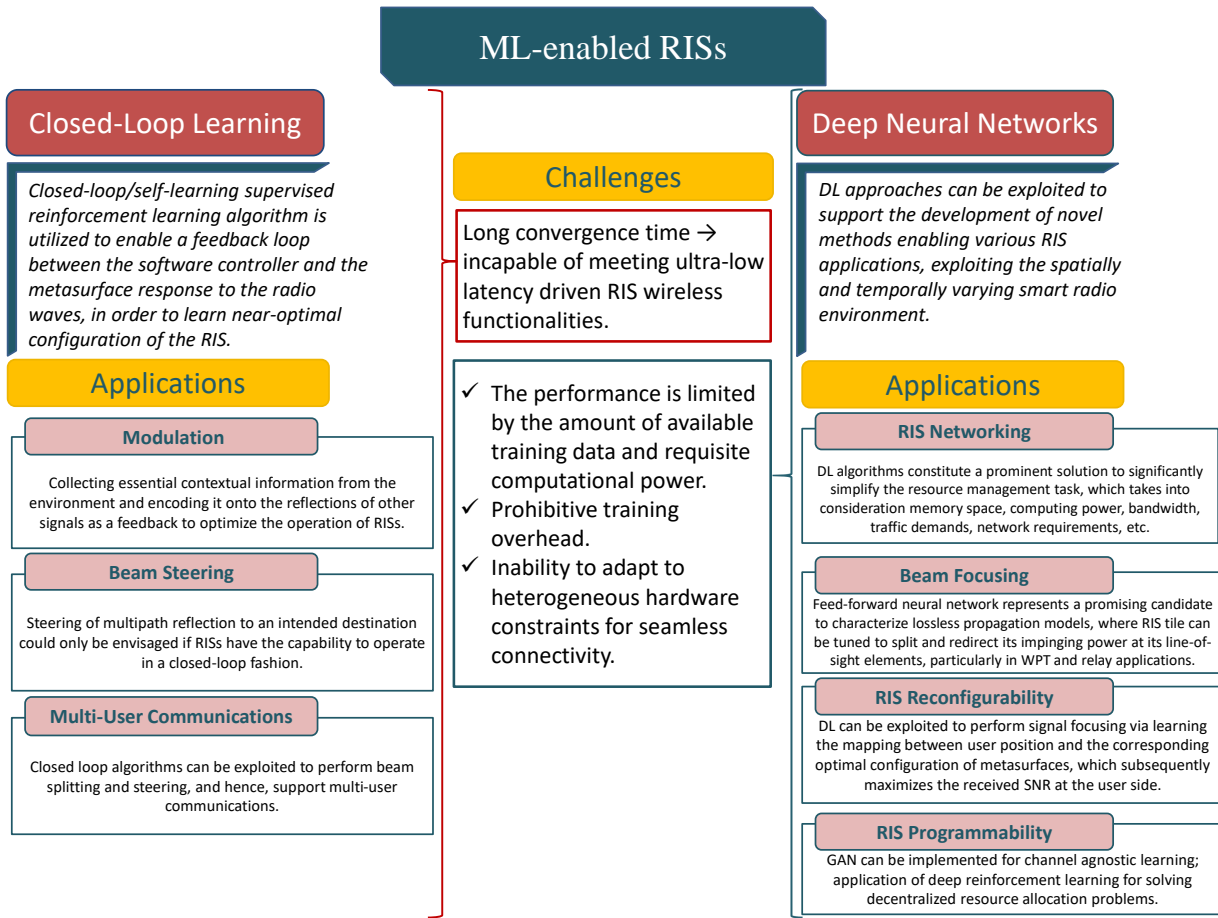 ML-enabled RISs
Closed-Loop Learning
Closed-loop/self-learning supervised
reinforcement learning algorithm is
utilized to enable a feedback loop
between the software controller and the
metasurface response to the radio
waves, in order to learn near-optimal
configuration of the RIS.
Applications
Modulation
Collecting essential contextual information from the
environment and encoding it onto the reflections of other
signals as a feedback to optimize the operation of RISs.
Beam Steering
Steering of multipath reflection to an intended destination
could only be envisaged if RISs have the capability to operate
in a closed-loop fashion.
Multi-User Communications
Closed loop algorithms can be exploited to perform beam
splitting and steering, and hence, support multi-user
communications.
Challenges
Long convergence time →
incapable of meeting ultra-low
latency driven RIS wireless
functionalities.
✓ The performance is limited
by the amount of available
training data and requisite
computational power.
✓ Prohibitive training
overhead.
✓ Inability to adapt to
heterogeneous hardware
constraints for seamless
connectivity.
Deep Neural Networks
DL approaches can be exploited to
support the development of novel
methods enabling various RIS
applications, exploiting the spatially
and temporally varying smart radio
environment.
Applications
RIS Networking
DL algorithms constitute a prominent solution to significantly
simplify the resource management task, which takes into
consideration memory space, computing power, bandwidth,
traffic demands, network requirements, etc.
Beam Focusing
Feed-forward neural network represents a promising candidate
to characterize lossless propagation models, where RIS tile can
be tuned to split and redirect its impinging power at its line-of-
sight elements, particularly in WPT and relay applications.
RIS Reconfigurability
DL can be exploited to perform signal focusing via learning
the mapping between user position and the corresponding
optimal configuration of metasurfaces, which subsequently
maximizes the received SNR at the user side.
RIS Programmability
GAN can be implemented for channel agnostic learning;
application of deep reinforcement learning for solving
decentralized resource allocation problems.